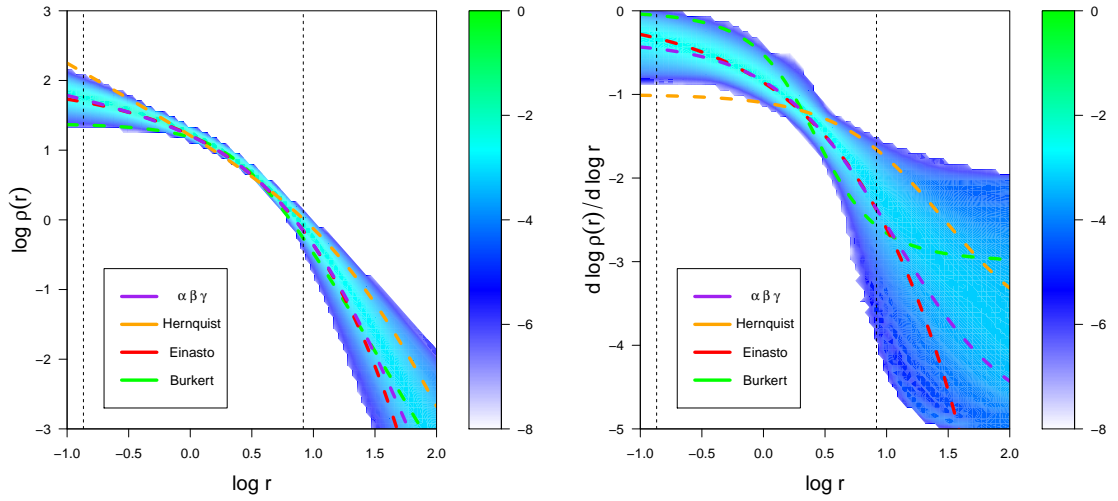 3
2
1
0
−1
−2
−3
log ρ(r)
−1.0 −0.5 0.0 0.5 1.0 1.5 2.0
log r
α β γ
Hernquist
Einasto
Burkert
0
−2
−4
−6
−8
0
−1
−2
−3
−4
−5
d log ρ(r)/d log r
−1.0 −0.5 0.0 0.5 1.0 1.5 2.0
log r
α β γ
Hernquist
Einasto
Burkert
0
−2
−4
−6
−8